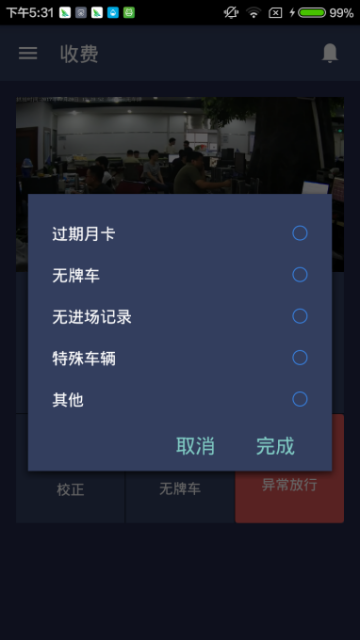 下午5:31
99%
收费
过期月卡
无牌车
无进场记录
特殊车辆
其他
取消 完成
校正 无牌车 异常放行